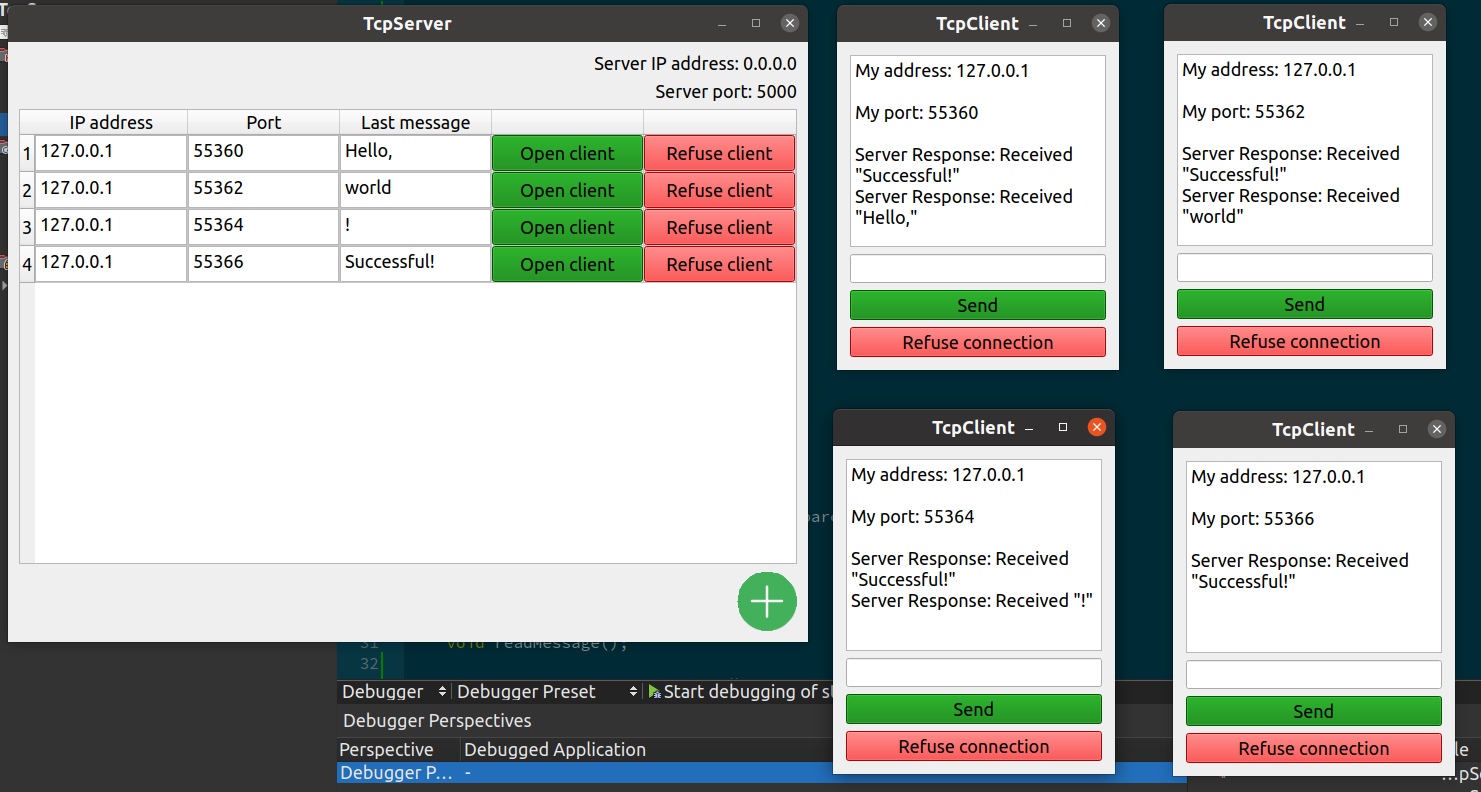 TcpServer
Server IP address: 0.0.0.0
Server port: 5000
IP address Port Last message
1 127.0.0.1 55360 Hello, Open client Refuse client
2 127.0.0.1 55362 world Open client Refuse client
3 127.0.0.1 55364 ! Open client Refuse client
4 127.0.0.1 55366 Successful! Open client Refuse client
TcpClient
My address: 127.0.0.1
My port: 55360
Server Response: Received
"Successful!"
Server Response: Received
"Hello,"
Send
Refuse connection
TcpClient
My address: 127.0.0.1
My port: 55362
Server Response: Received
"Successful!"
Server Response: Received
"world"
Send
Refuse connection
TcpClient
My address: 127.0.0.1
My port: 55364
Server Response: Received
"Successful!"
Server Response: Received "!"
Send
Refuse connection
TcpClient
My address: 127.0.0.1
My port: 55366
Server Response: Received
"Successful!"
Send
Refuse connection
31 void readMessage();
32
Debugger Debugger Preset Start debugging of
Debugger Perspectives
Perspective Debugged Application
Debugger P... -